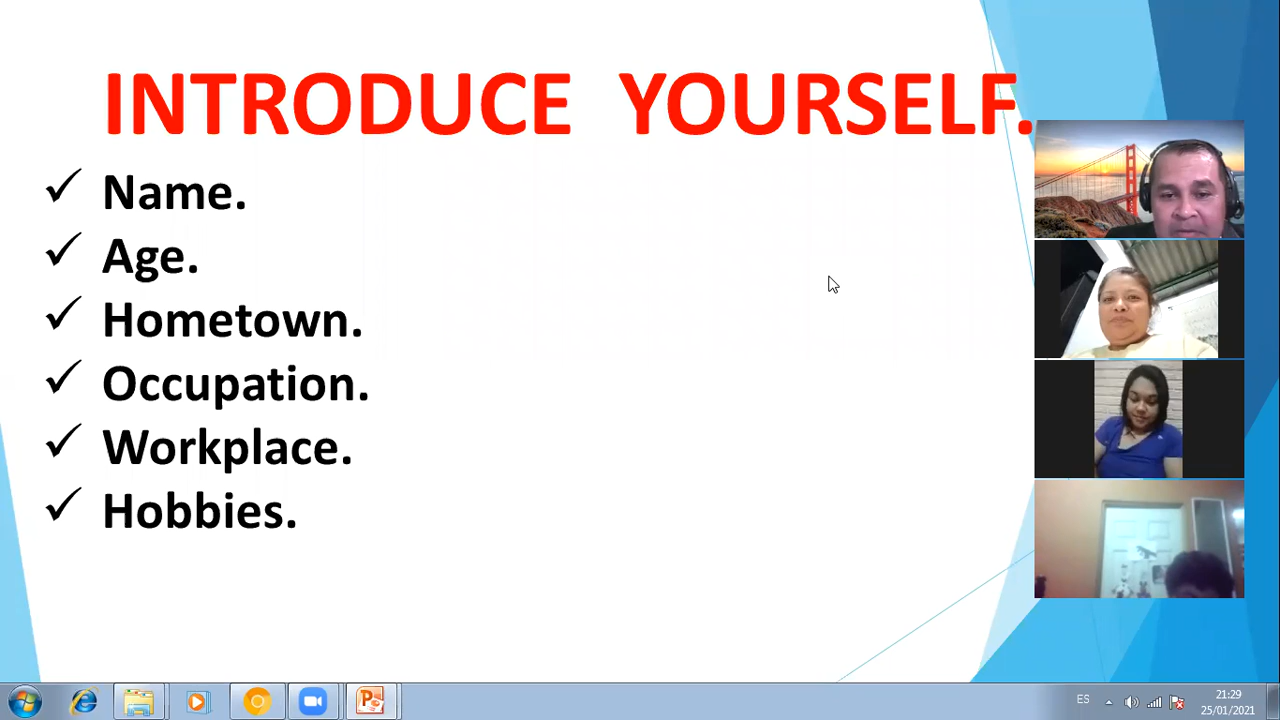 INTRODUCE YOURSELF.
Name.
Age.
Hometown.
Occupation.
Workplace.
Hobbies.
ES
21:29
25/01/2021